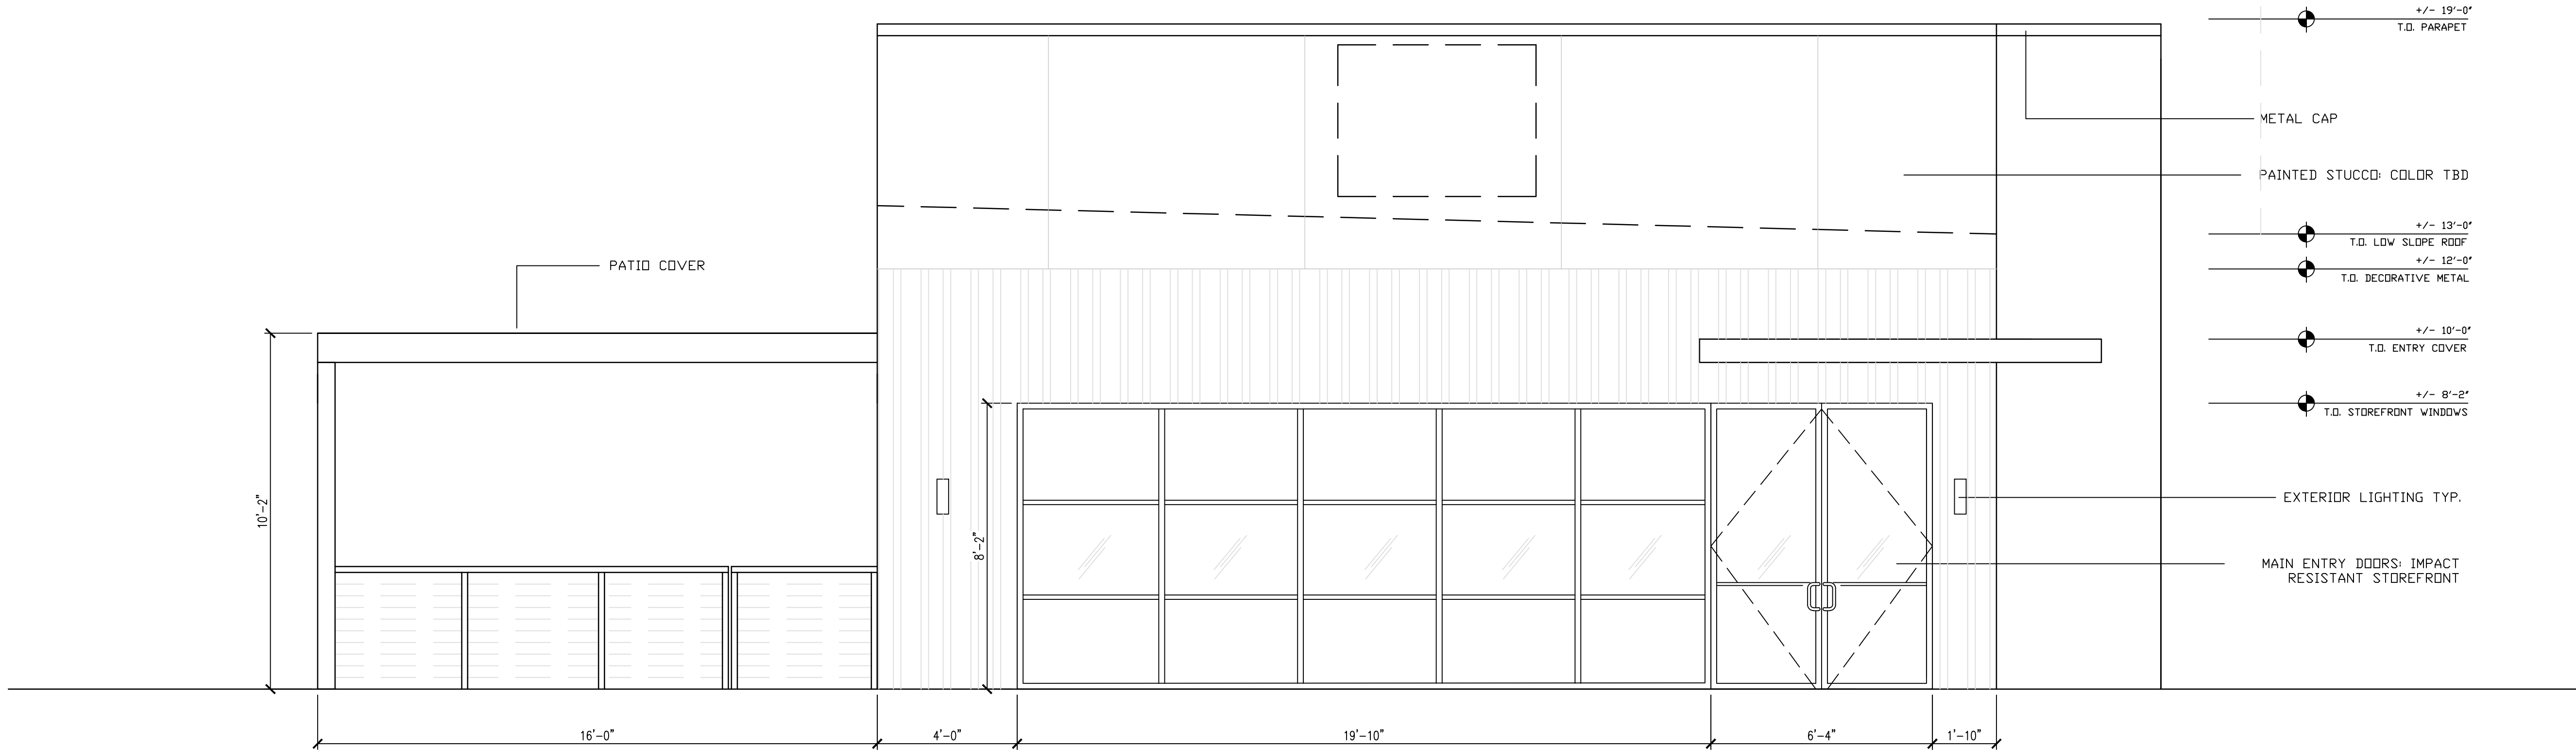 +/- 19'-0"
T.O. PARAPET
METAL CAP
PAINTED STUCCO: COLOR TBD
+/- 13'-0"
T.O. LOW SLOPE ROOF
PATIO COVER
+/- 12'-0"
T.O. DECORATIVE METAL
+/- 10'-0"
T.O. ENTRY COVER
+/- 8'-2"
T.O. STOREFRONT WINDOWS
10'-2"
8'-2"
EXTERIOR LIGHTING TYP.
MAIN ENTRY DOORS: IMPACT
RESISTANT STOREFRONT
16'-0"
4'-0"
19'-10"
6'-4"
1'-10"